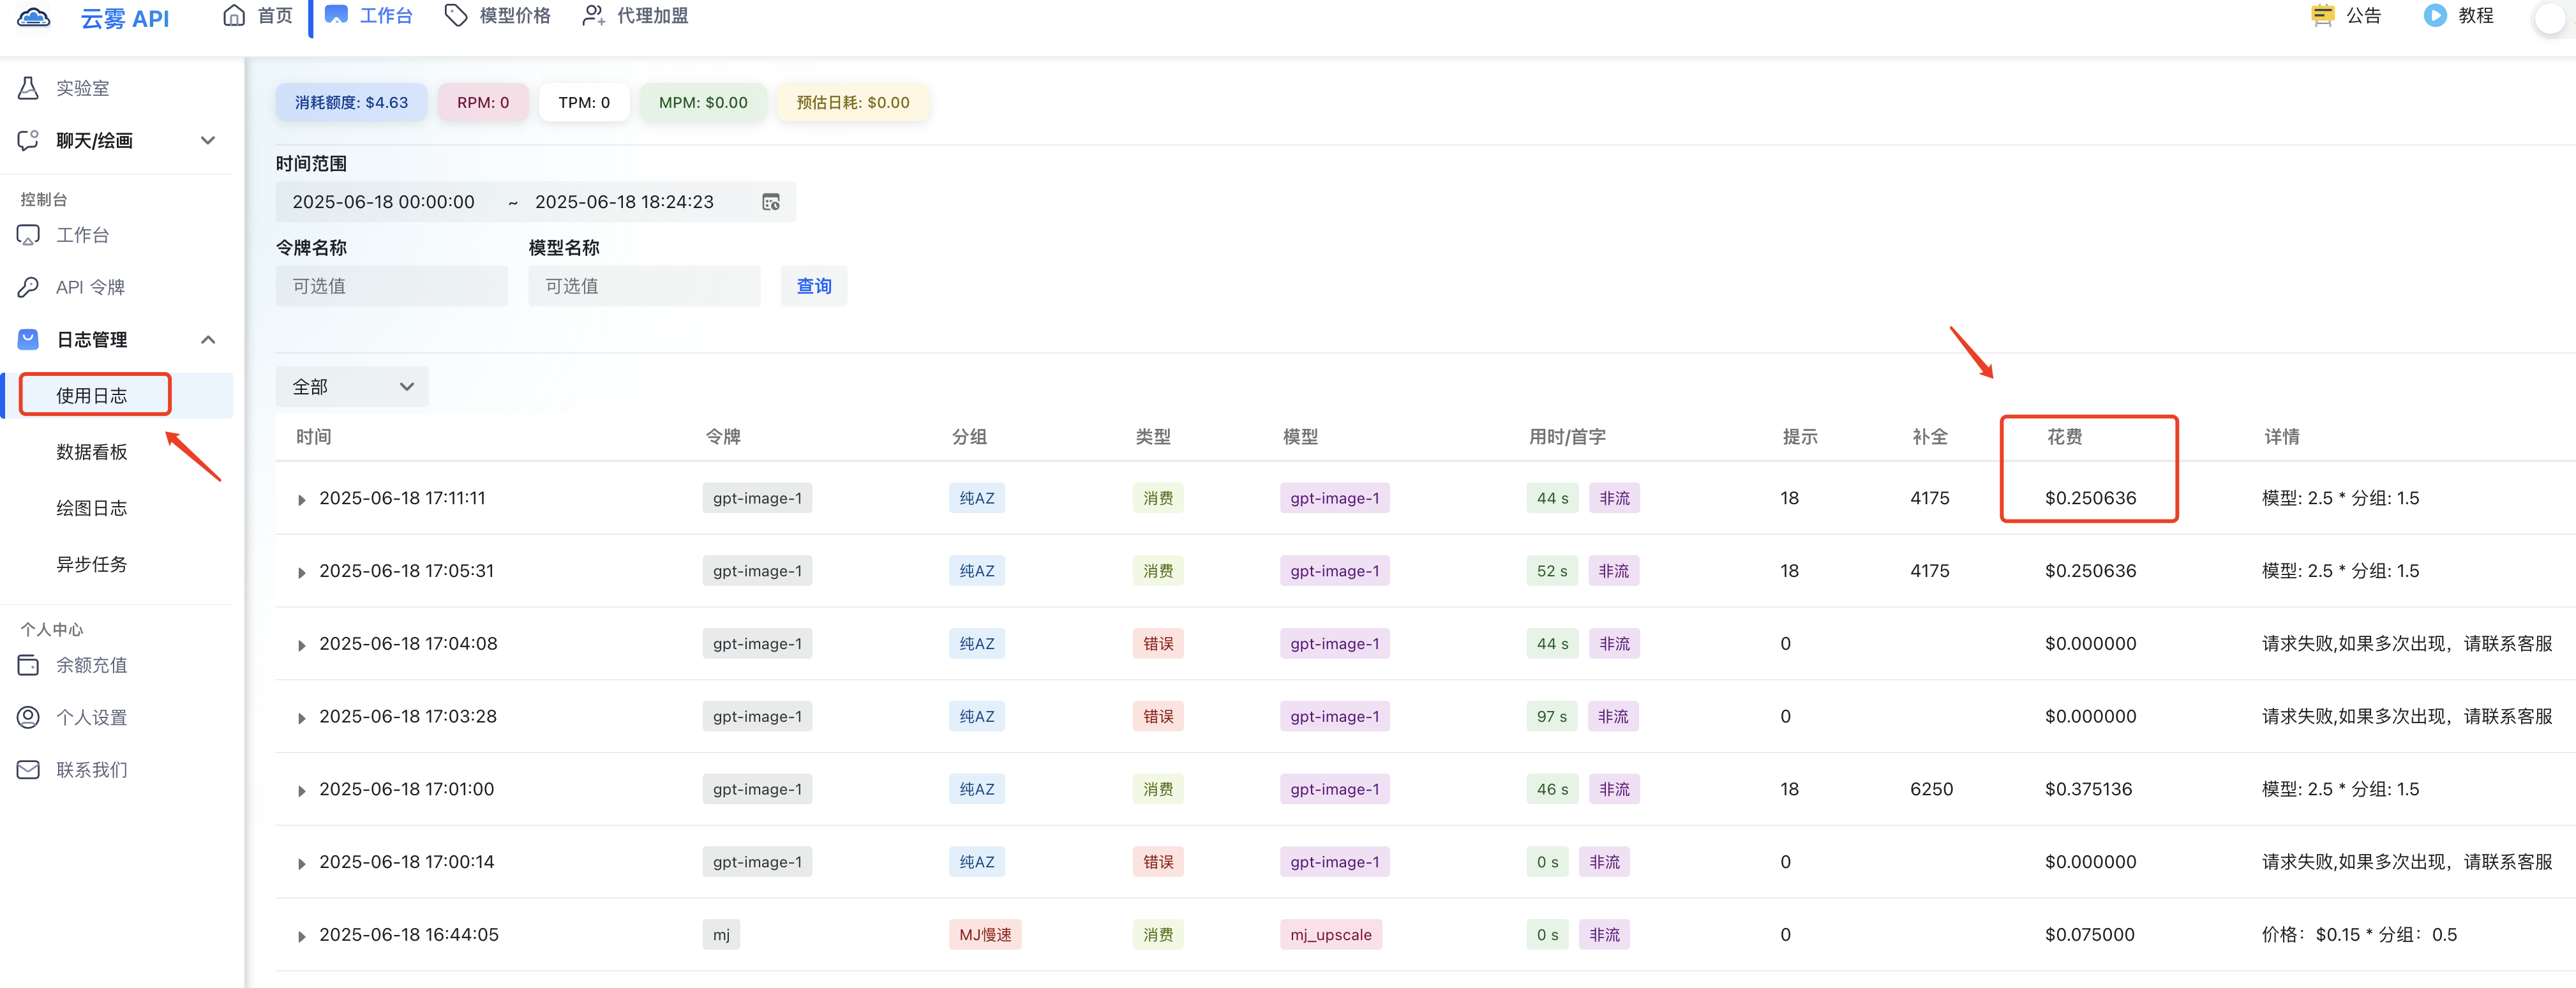 云雾 API
首页
工作台
模型价格
代理加盟
公告
教程
实验室
聊天/绘画
控制台
工作台
API 令牌
日志管理
使用日志
数据看板
绘图日志
异步任务
个人中心
余额充值
个人设置
联系我们
消耗额度: $4.63
RPM: 0
TPM: 0
MPM: $0.00
预估日耗: $0.00
时间范围
2025-06-18 00:00:00 ~ 2025-06-18 18:24:23
令牌名称 模型名称
可选值 可选值 查询
全部
时间 令牌 分组 类型 模型 用时/首字 提示 补全 花费 详情
2025-06-18 17:11:11 gpt-image-1 纯AZ 消费 gpt-image-1 44 s 非流 18 4175 $0.250636 模型: 2.5 * 分组: 1.5
2025-06-18 17:05:31 gpt-image-1 纯AZ 消费 gpt-image-1 52 s 非流 18 4175 $0.250636 模型: 2.5 * 分组: 1.5
2025-06-18 17:04:08 gpt-image-1 纯AZ 错误 gpt-image-1 44 s 非流 0 $0.000000 请求失败,如果多次出现，请联系客服
2025-06-18 17:03:28 gpt-image-1 纯AZ 错误 gpt-image-1 97 s 非流 0 $0.000000 请求失败,如果多次出现，请联系客服
2025-06-18 17:01:00 gpt-image-1 纯AZ 消费 gpt-image-1 46 s 非流 18 6250 $0.375136 模型: 2.5 * 分组: 1.5
2025-06-18 17:00:14 gpt-image-1 纯AZ 错误 gpt-image-1 0 s 非流 0 $0.000000 请求失败,如果多次出现，请联系客服
2025-06-18 16:44:05 mj MJ慢速 消费 mj_upscale 0 s 非流 0 $0.075000 价格：$0.15 * 分组：0.5